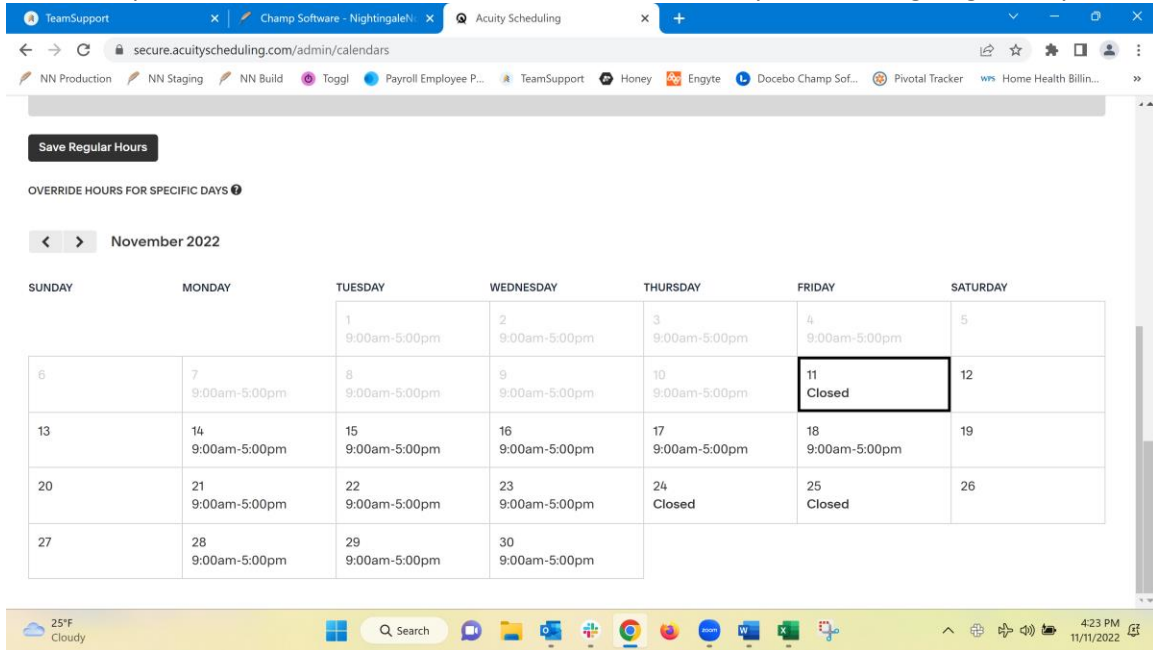 TeamSupport
Champ Software - NightingaleN
Acuity Scheduling
secure.acuityscheduling.com/admin/calendars
NN Production NN Staging NN Build Toggl Payroll Employee P... TeamSupport Honey Engyte Docebo Champ Sof... Pivotal Tracker WPS Home Health Billin... »
Save Regular Hours
OVERRIDE HOURS FOR SPECIFIC DAYS
November 2022
SUNDAY MONDAY TUESDAY WEDNESDAY THURSDAY FRIDAY SATURDAY
1 2 3 4 5
9:00am-5:00pm 9:00am-5:00pm 9:00am-5:00pm 9:00am-5:00pm
6 7 8 9 10 11 12
9:00am-5:00pm 9:00am-5:00pm 9:00am-5:00pm 9:00am-5:00pm Closed
13 14 15 16 17 18 19
9:00am-5:00pm 9:00am-5:00pm 9:00am-5:00pm 9:00am-5:00pm 9:00am-5:00pm
20 21 22 23 24 25 26
9:00am-5:00pm 9:00am-5:00pm 9:00am-5:00pm Closed Closed
27 28 29 30
9:00am-5:00pm 9:00am-5:00pm 9:00am-5:00pm
25°F
Cloudy
Search
zoom
4:23 PM
11/11/2022